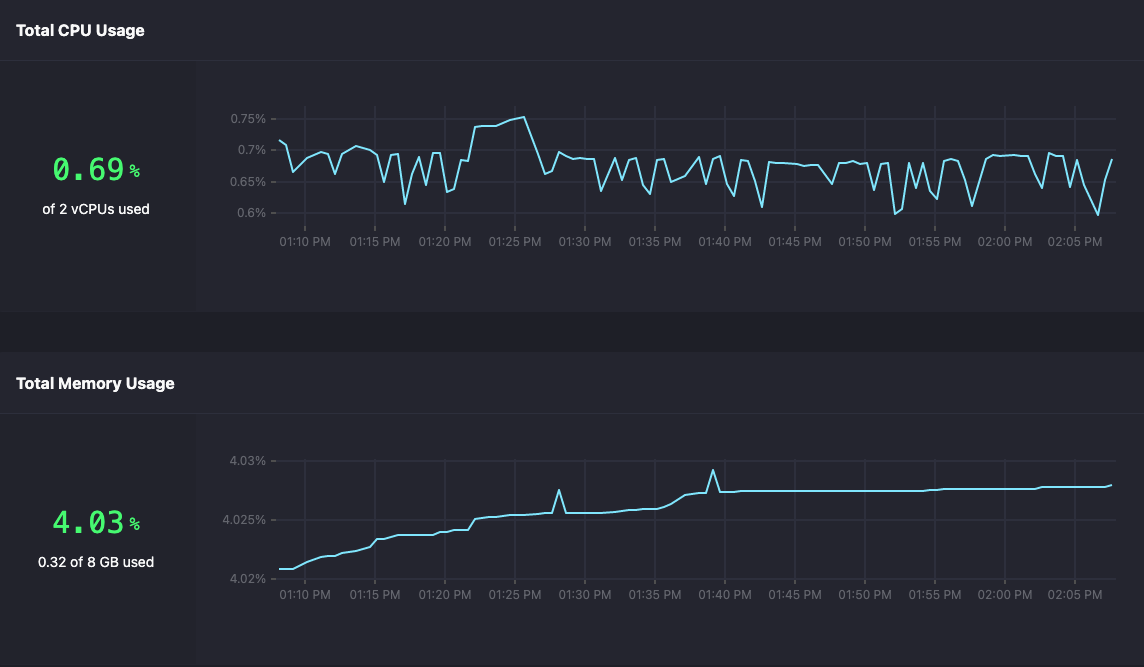 Total CPU Usage
0.75%
0.7%
0.65%
0.6%
0.69 %
of 2 vCPUs used
01:10 PM 01:15 PM 01:20 PM 01:25 PM 01:30 PM 01:35 PM 01:40 PM 01:45 PM 01:50 PM 01:55 PM 02:00 PM 02:05 PM
Total Memory Usage
4.03%
4.025%
4.02%
4.03 %
0.32 of 8 GB used
01:10 PM 01:15 PM 01:20 PM 01:25 PM 01:30 PM 01:35 PM 01:40 PM 01:45 PM 01:50 PM 01:55 PM 02:00 PM 02:05 PM